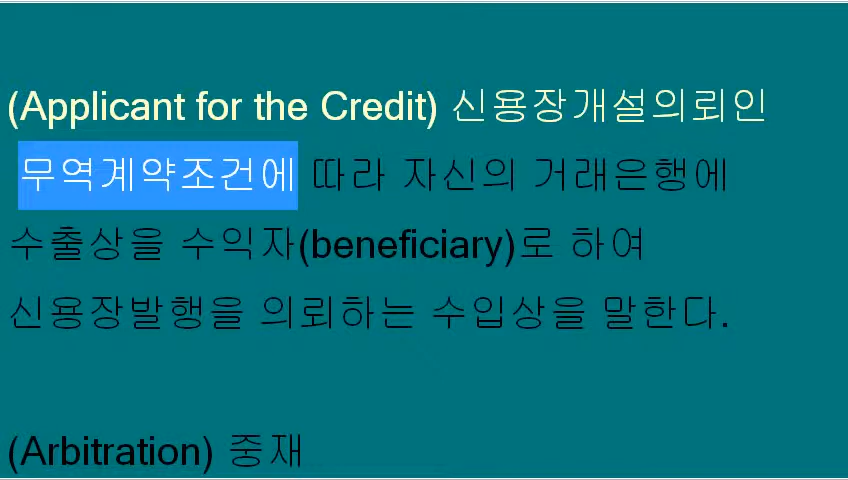 (Applicant for the Credit) 신용장개설의뢰인
무역계약조건에 따라 자신의 거래은행에
수출상을 수익자(beneficiary)로 하여
신용장발행을 의뢰하는 수입상을 말한다.
(Arbitration) 중재